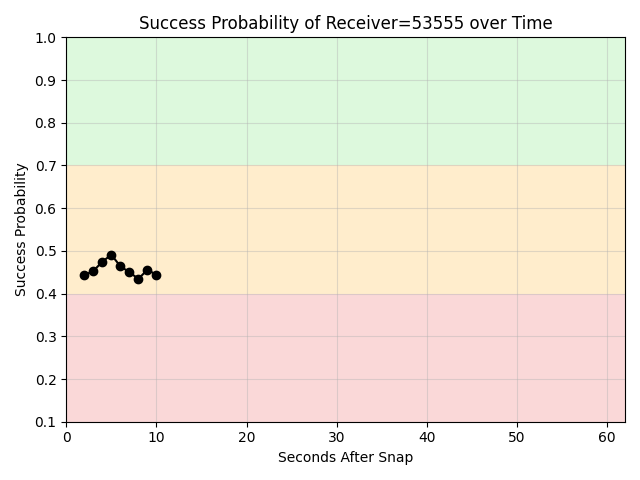 Success Probability of Receiver=53555 over Time
1.0
0.9
0.8
0.7
0.6
0.5
0.4
0.3
0.2
0.1
Success Probability
0 10 20 30 40 50 60
Seconds After Snap